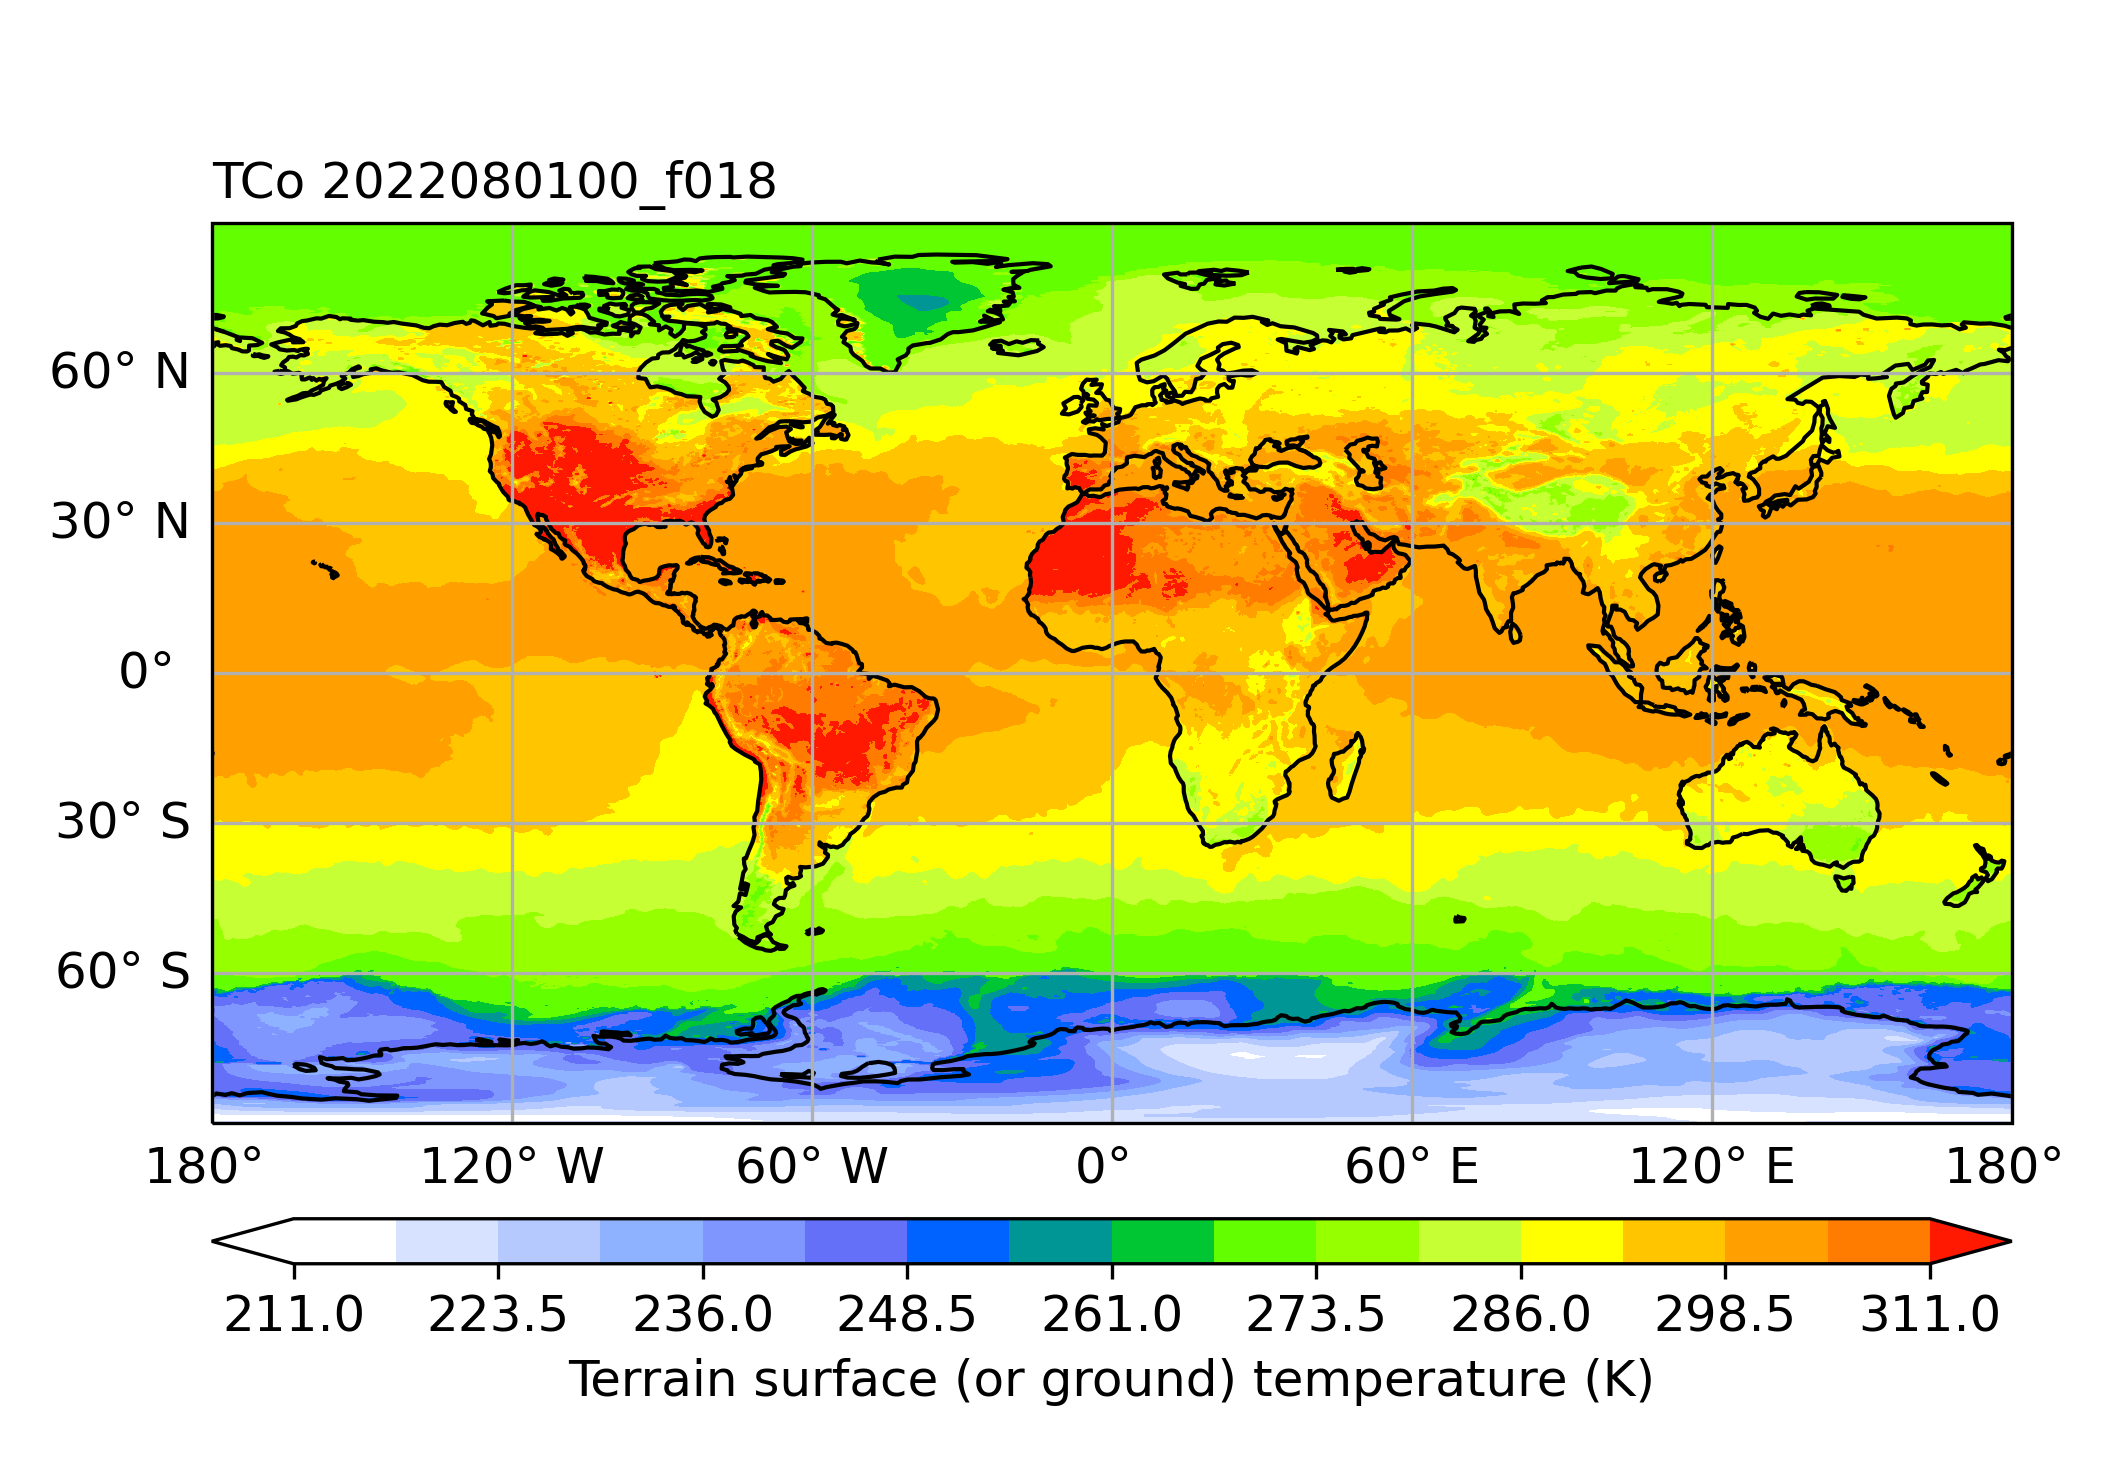 TCo 2022080100_f018
60° N
30° N
0°
30° S
60° S
180° 120° W 60° W 0° 60° E 120° E 180°
211.0 223.5 236.0 248.5 261.0 273.5 286.0 298.5 311.0
Terrain surface (or ground) temperature (K)